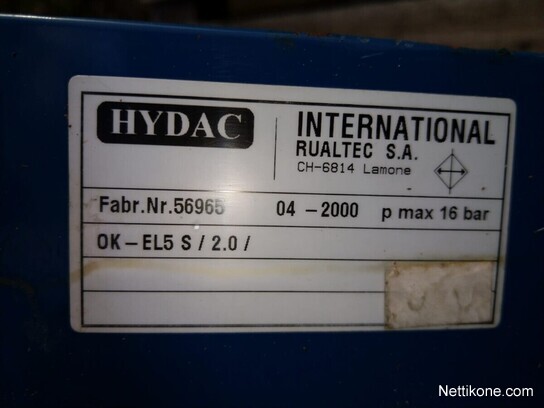 HYDAC
INTERNATIONAL
RUALTEC S.A.
CH-6814 Lamone
Fabr.Nr.56965 04 - 2000 p max 16 bar
OK - EL5 S / 2.0 /
Nettikone.com